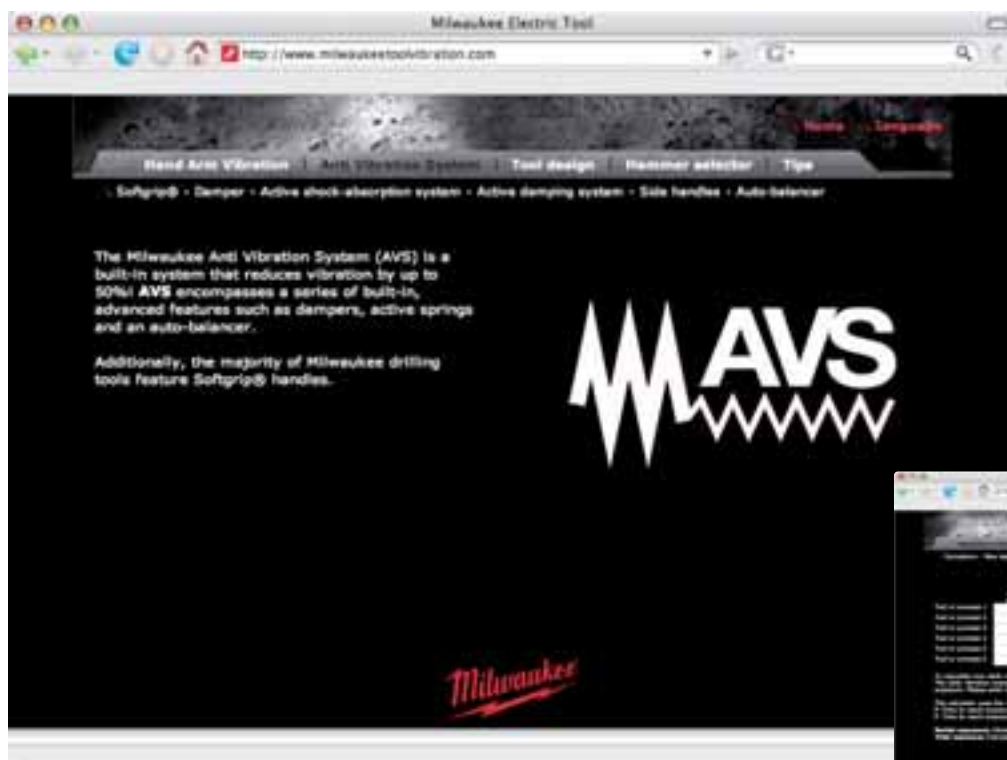 Milwaukee Electric Tool
http://www.milwaukeetoolvibration.com
Home Language
Hand Arm Vibration | Anti Vibration System | Tool design | Hammer selector | Tips
Softgrip® - Damper - Active shock-absorption system - Active damping system - Side handles - Auto-balancer
The Milwaukee Anti Vibration System (AVS) is a
built-in system that reduces vibration by up to
50%! AVS encompasses a series of built-in,
advanced features such as dampers, active springs
and an auto-balancer.
Additionally, the majority of Milwaukee drilling
tools feature Softgrip® handles.
AVS
Milwaukee